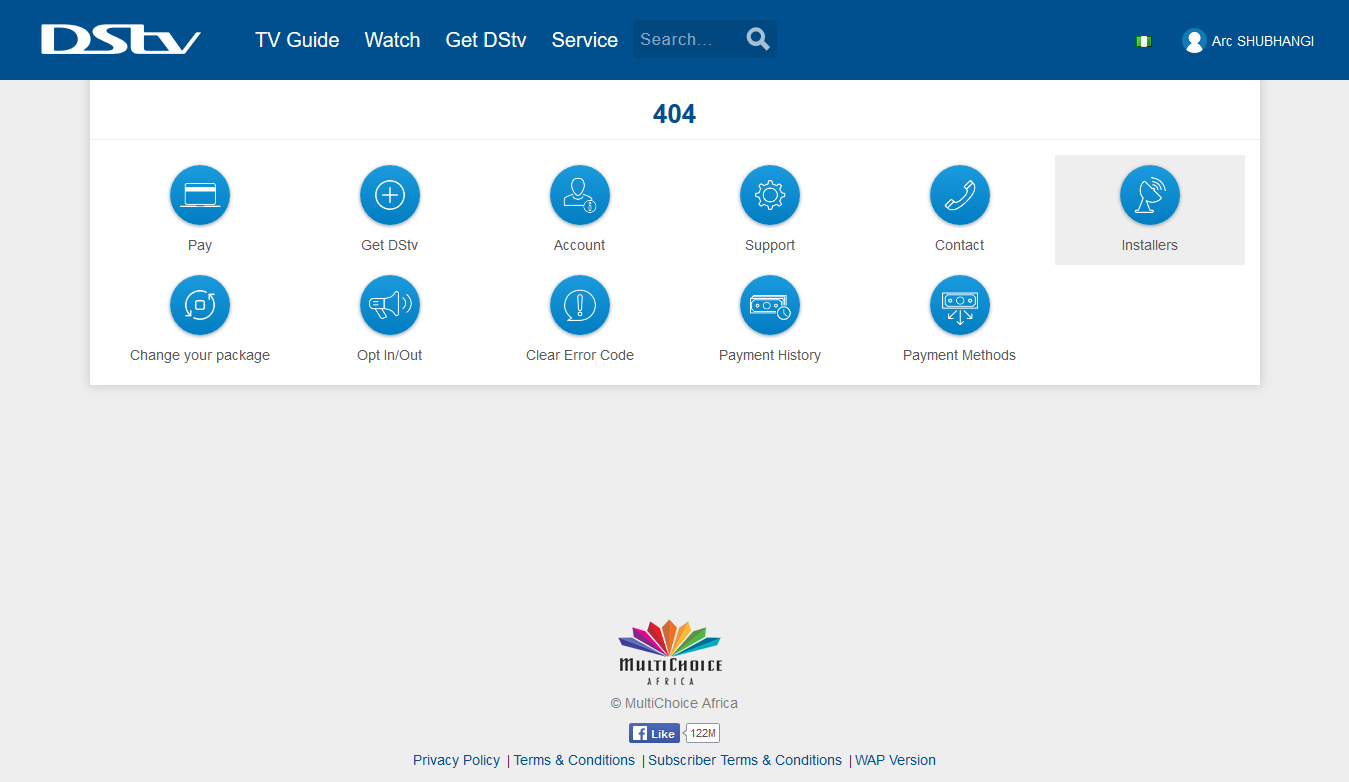 DStv TV Guide Watch Get DStv Service Search... Arc SHUBHANGI
404
Pay Get DStv Account Support Contact Installers
Change your package Opt In/Out Clear Error Code Payment History Payment Methods
MULTICHOICE
AFRICA
© MultiChoice Africa
f Like 122M
Privacy Policy | Terms & Conditions | Subscriber Terms & Conditions | WAP Version